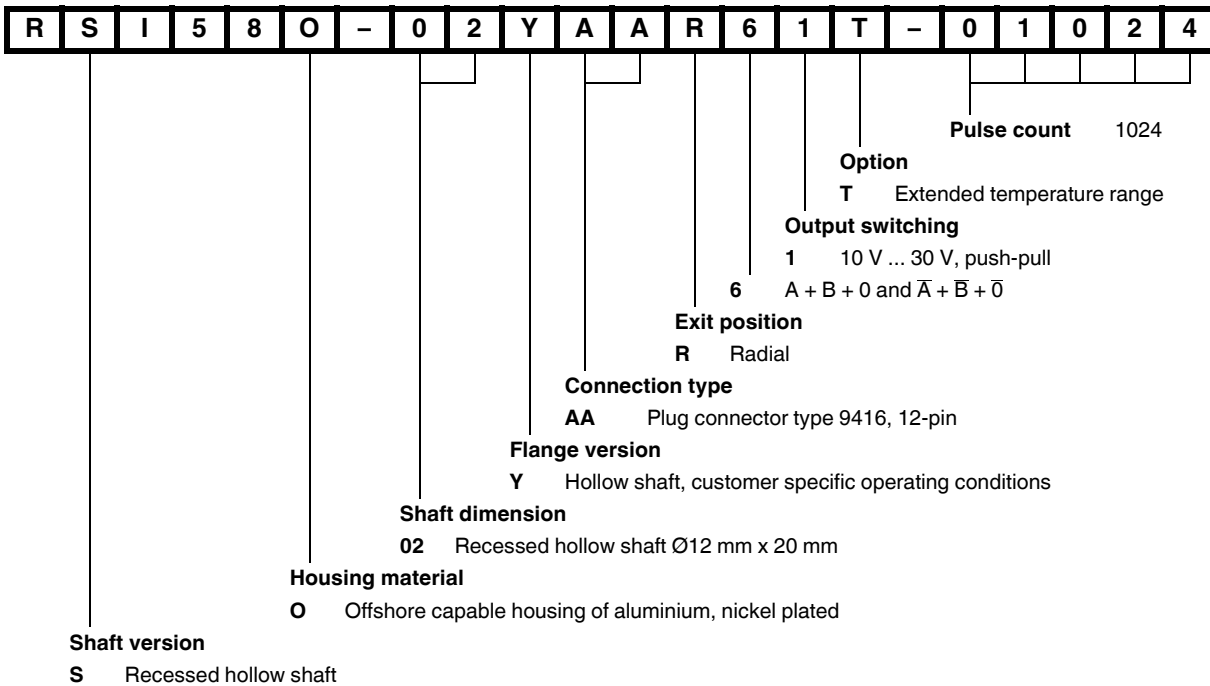 R S I 5 8 O – 0 2 Y A A R 6 1 T – 0 1 0 2 4
Pulse count 1024
Option
T Extended temperature range
Output switching
1 10 V ... 30 V, push-pull
6 A + B + 0 and A̅ + B̅ + 0̅
Exit position
R Radial
Connection type
AA Plug connector type 9416, 12-pin
Flange version
Y Hollow shaft, customer specific operating conditions
Shaft dimension
02 Recessed hollow shaft Ø12 mm x 20 mm
Housing material
O Offshore capable housing of aluminium, nickel plated
Shaft version
S Recessed hollow shaft